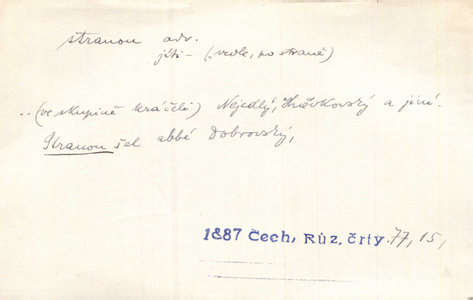 stranou adv.
jíti – (vedle, po straně)
-- (ve skupině kráčeli) Nejedlý, Hněvkovský a jiní.
Stranou šel abbé Dobrovský,
1887 Čech, Růz. črty 77, 15,